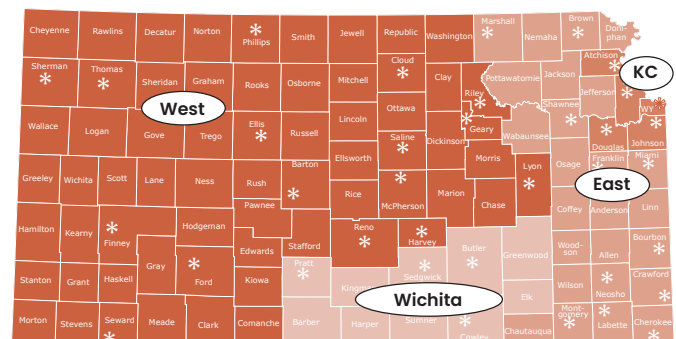 Cheyenne
Rawlins
Decatur
Norton
Phillips
Smith
Jewell
Republic
Washington
Marshall
Nemaha
Brown
Doni-
phan
Sherman
Thomas
Sheridan
Graham
Rooks
Osborne
Mitchell
Cloud
Clay
Riley
Pottawatomie
Jackson
Atchison
KC
Jefferson
WY
West
Wallace
Logan
Gove
Trego
Ellis
Russell
Lincoln
Ottawa
Saline
Dickinson
Geary
Wabaunsee
Shawnee
Douglas
Johnson
Greeley
Wichita
Scott
Lane
Ness
Rush
Barton
Ellsworth
Rice
McPherson
Marion
Morris
Chase
Lyon
Osage
Franklin
Miami
East
Pawnee
Hamilton
Kearny
Finney
Hodgeman
Edwards
Stafford
Reno
Harvey
Butler
Greenwood
Coffey
Anderson
Linn
Wood-
son
Allen
Bourbon
Stanton
Grant
Haskell
Gray
Ford
Kiowa
Pratt
Sedgwick
Wichita
Elk
Wilson
Neosho
Crawford
Morton
Stevens
Seward
Meade
Clark
Comanche
Barber
Harper
Sumner
Cowley
Chautauqua
Mont-
gomery
Labette
Cherokee